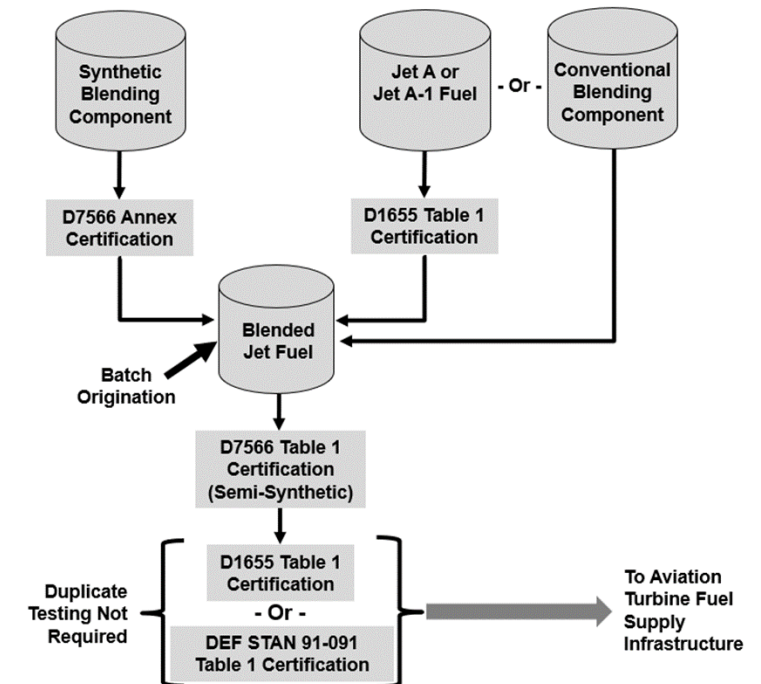 Synthetic
Blending
Component
Jet A or
Jet A-1 Fuel
- Or -
Conventional
Blending
Component
D7566 Annex
Certification
D1655 Table 1
Certification
Blended
Jet Fuel
Batch
Origination
D7566 Table 1
Certification
(Semi-Synthetic)
D1655 Table 1
Certification
- Or -
DEF STAN 91-091
Table 1 Certification
Duplicate
Testing Not
Required
To Aviation
Turbine Fuel
Supply
Infrastructure